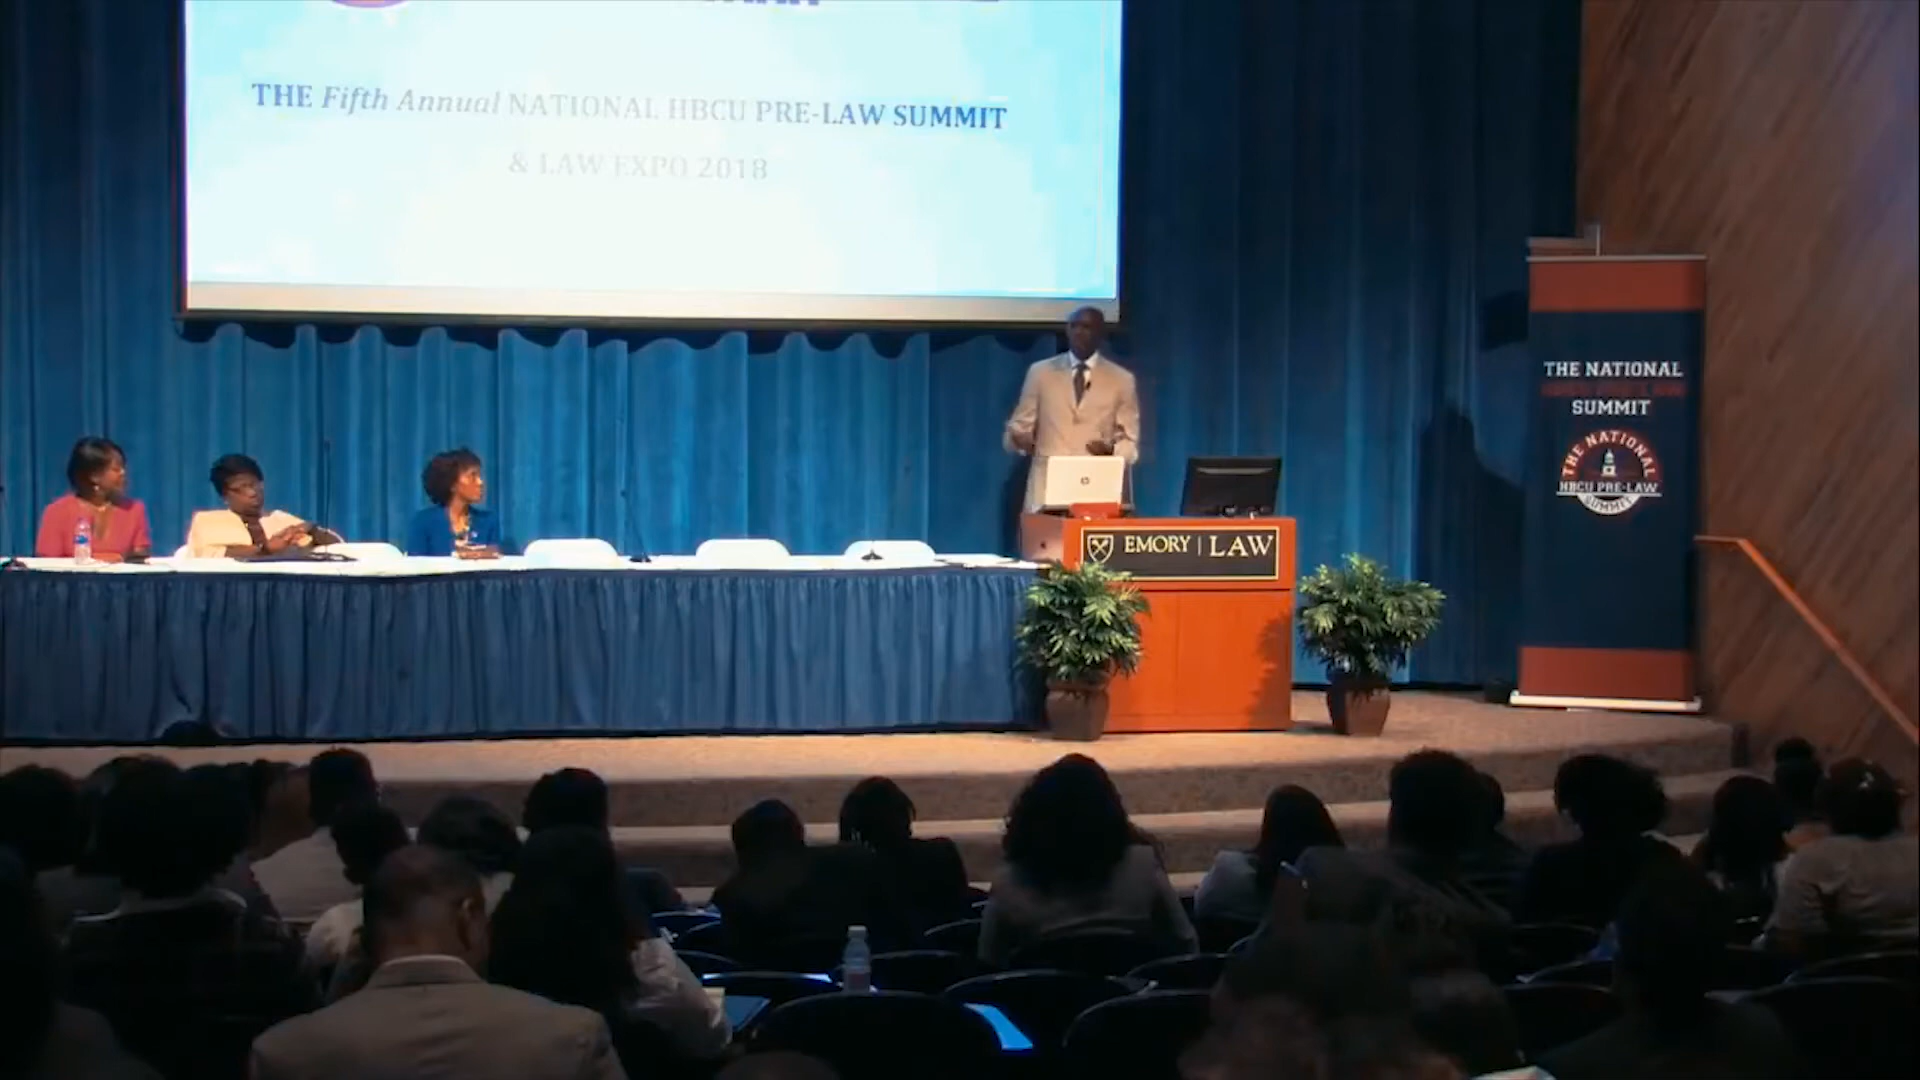 THE Fifth Annual NATIONAL HBCU PRE-LAW SUMMIT
& LAW EXPO 2018
THE NATIONAL
SUMMIT
THE NATIONAL
HBCU PRE-LAW
SUMMIT
EMORY | LAW